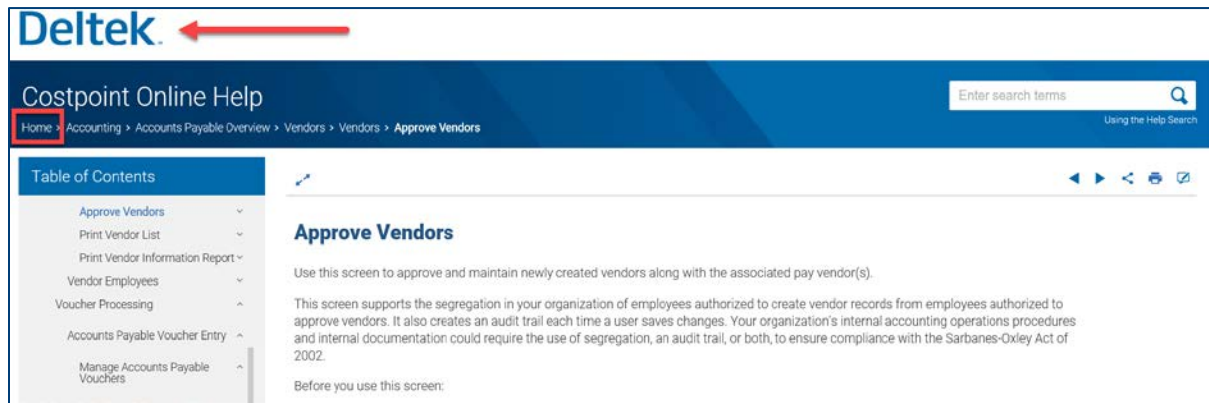 Deltek
Costpoint Online Help
Enter search terms
Home > Accounting > Accounts Payable Overview > Vendors > Vendors > Approve Vendors
Using the Help Search
Table of Contents
Approve Vendors
Print Vendor List
Print Vendor Information Report
Vendor Employees
Voucher Processing
Accounts Payable Voucher Entry
Manage Accounts Payable
Vouchers
Approve Vendors
Use this screen to approve and maintain newly created vendors along with the associated pay vendor(s).
This screen supports the segregation in your organization of employees authorized to create vendor records from employees authorized to
approve vendors. It also creates an audit trail each time a user saves changes. Your organization's internal accounting operations procedures
and internal documentation could require the use of segregation, an audit trail, or both, to ensure compliance with the Sarbanes-Oxley Act of
2002.
Before you use this screen: